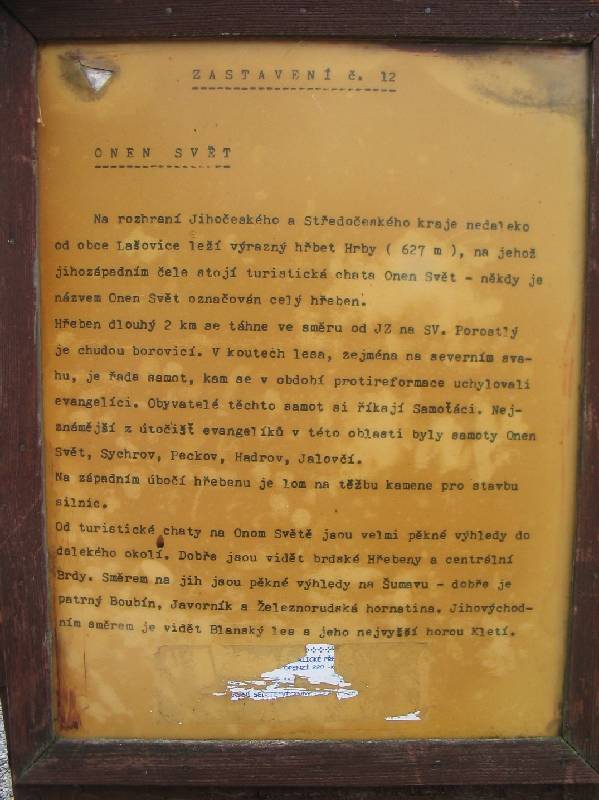 ZASTAVENÍ č. 12
ONEN SVĚT
Na rozhraní Jihočeského a Středočeského kraje nedaleko
od obce Lašovice leží výrazný hřbet Hrby ( 627 m ), na jehož
jihozápadním čele stojí turistická chata Onen Svět - někdy je
názvem Onen Svět označován celý hřeben.
Hřeben dlouhý 2 km se táhne ve směru od JZ na SV. Porostlý
je chudou borovicí. V koutech lesa, zejména na severním sva-
hu, je řada samot, kam se v období protireformace uchylovali
evangelíci. Obyvatelé těchto samot si říkají Samotáci. Nej-
známější z útočišť evangelíků v této oblasti byly samoty Onen
Svět, Sychrov, Packov, Hadrov, Jalovčí.
Na západním úbočí hřebenu je lom na těžbu kamene pro stavbu
silnic.
Od turistické chaty na Onom Světě jsou velmi pěkné výhledy do
dalekého okolí. Dobře jsou vidět brdské Hřebeny a centrální
Brdy. Směrem na jih jsou pěkné výhledy na Šumavu - dobře je
patrný Boubín, Javorník a Železnorudská hornatina. Jihovýchod-
ním směrem je vidět Blanský les s jeho nejvyšší horou Kletí.